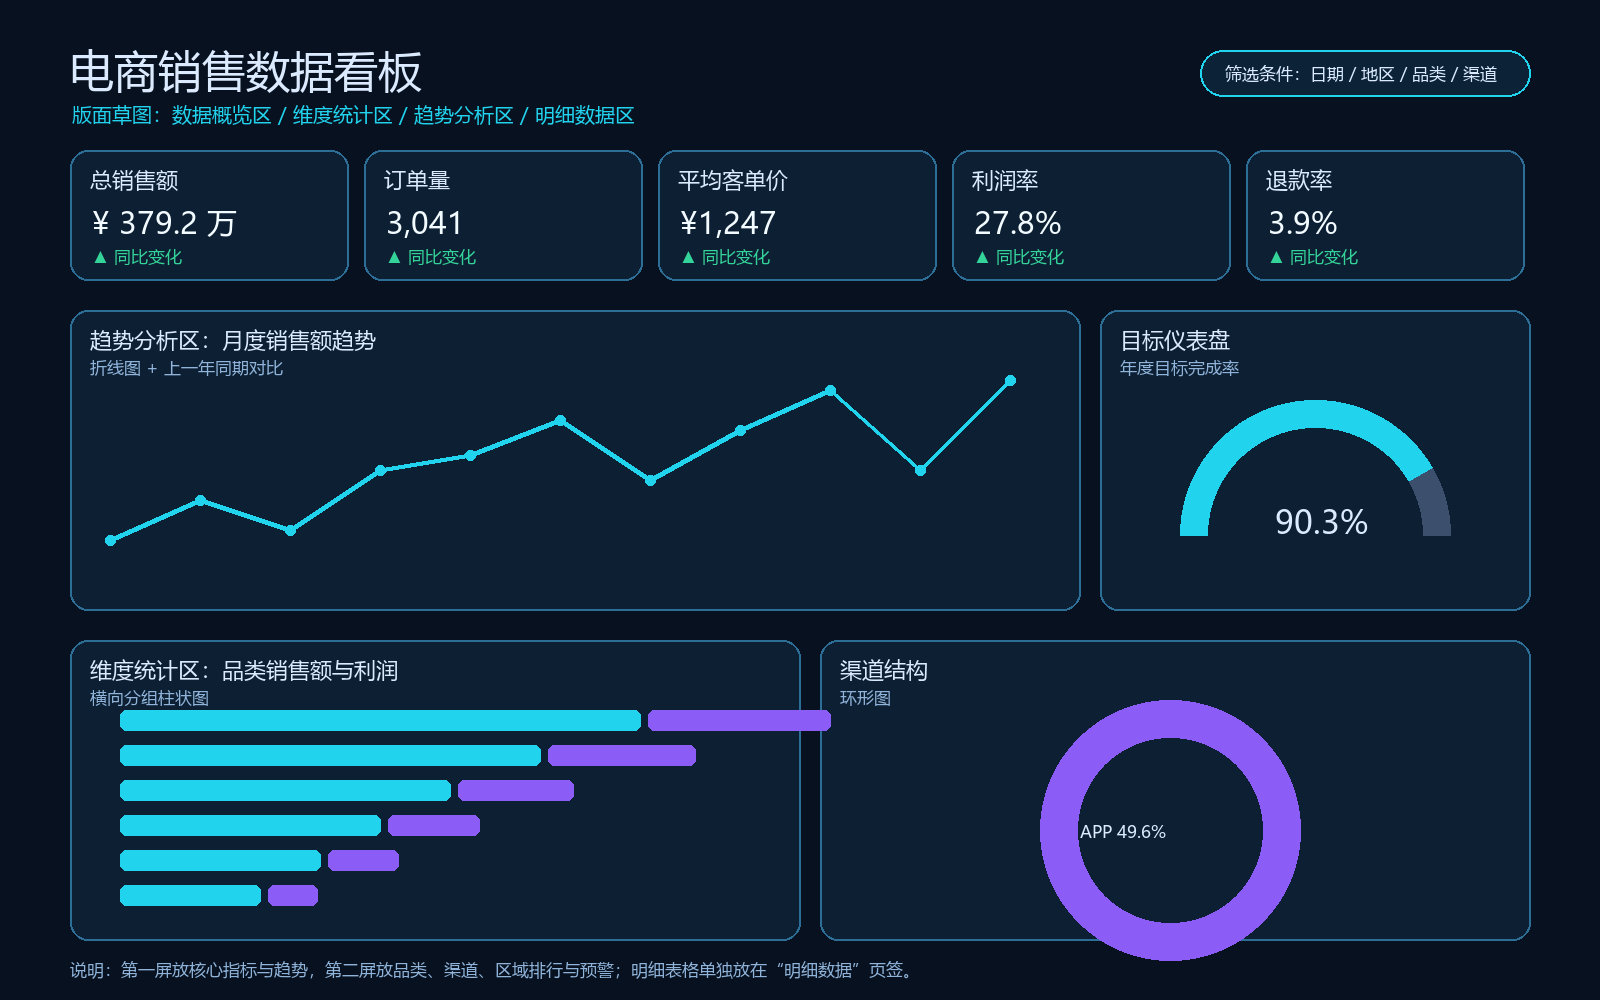 电商销售数据看板
筛选条件：日期 / 地区 / 品类 / 渠道
版面草图：数据概览区 / 维度统计区 / 趋势分析区 / 明细数据区
总销售额
¥ 379.2 万
▲ 同比变化
订单量
3,041
▲ 同比变化
平均客单价
¥1,247
▲ 同比变化
利润率
27.8%
▲ 同比变化
退款率
3.9%
▲ 同比变化
趋势分析区：月度销售额趋势
折线图 + 上一年同期对比
目标仪表盘
年度目标完成率
90.3%
维度统计区：品类销售额与利润
横向分组柱状图
渠道结构
环形图
APP 49.6%
说明：第一屏放核心指标与趋势，第二屏放品类、渠道、区域排行与预警；明细表格单独放在“明细数据”页签。